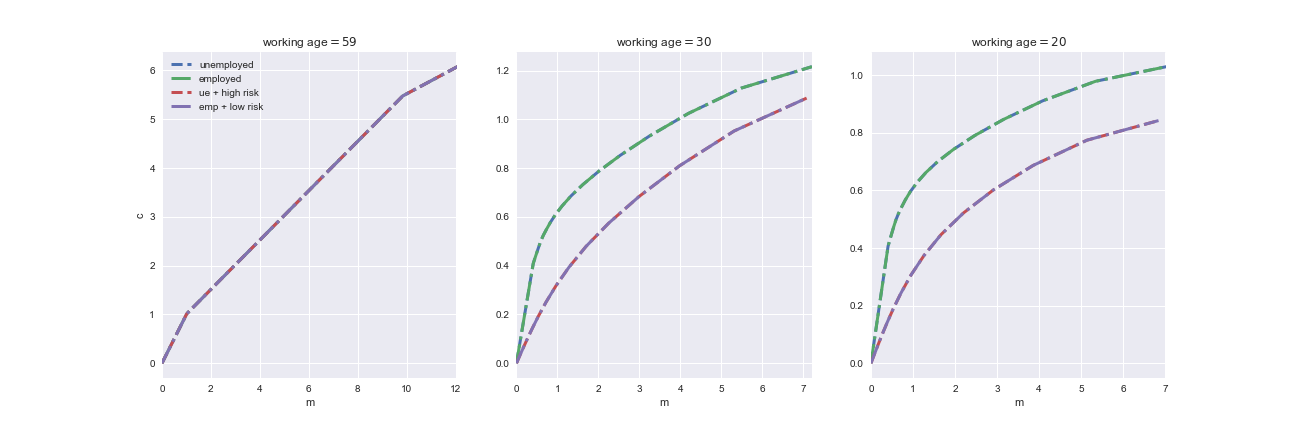 working age = 59
unemployed
employed
ue + high risk
emp + low risk
6
5
4
3
2
1
0
c
0 2 4 6 8 10 12
m
working age = 30
1.2
1.0
0.8
0.6
0.4
0.2
0.0
0 1 2 3 4 5 6 7
m
working age = 20
1.0
0.8
0.6
0.4
0.2
0.0
0 1 2 3 4 5 6 7
m